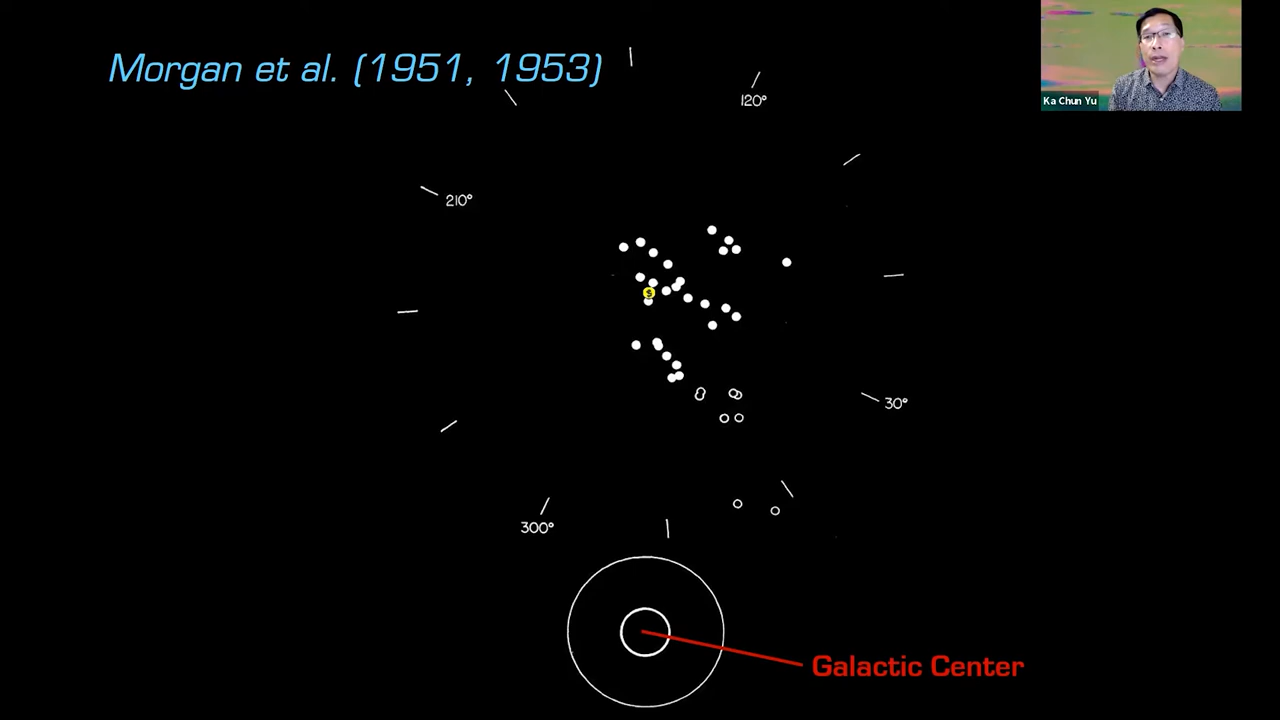 Morgan et al. (1951, 1953)
Ka Chun Yu
120°
210°
S
30°
300°
Galactic Center